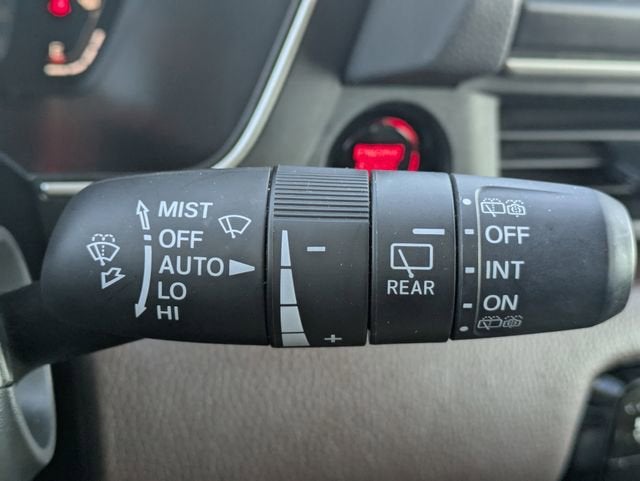 MIST
OFF
AUTO
LO
HI
-
+
REAR
OFF
INT
ON